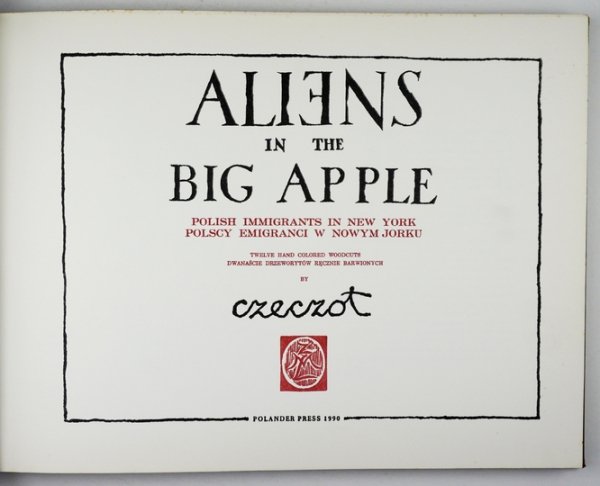 ALIENS
IN THE
BIG APPLE
POLISH IMMIGRANTS IN NEW YORK
POLSCY EMIGRANCI W NOWYM JORKU
TWELVE HAND COLORED WOODCUTS
DWANAŚCIE DRZEWORYTÓW RĘCZNIE BARWIONYCH
BY
czeczot
POLANDER PRESS 1990